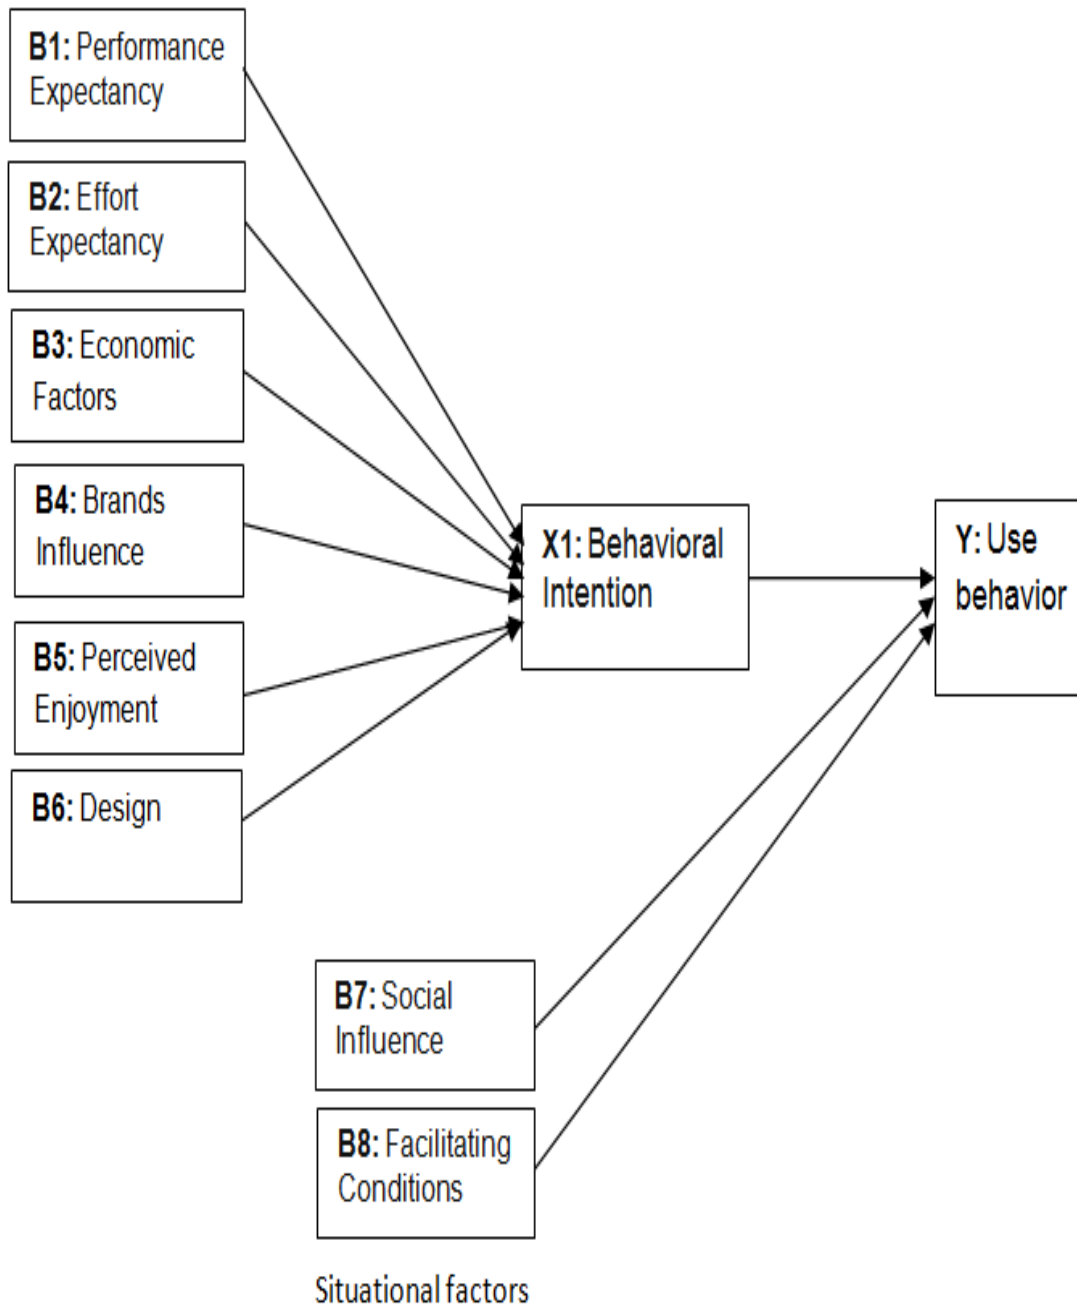 B1: Performance
Expectancy
B2: Effort
Expectancy
B3: Economic
Factors
B4: Brands
Influence
B5: Perceived
Enjoyment
B6: Design
X1: Behavioral
Intention
Y: Use
behavior
B7: Social
Influence
B8: Facilitating
Conditions
Situational factors